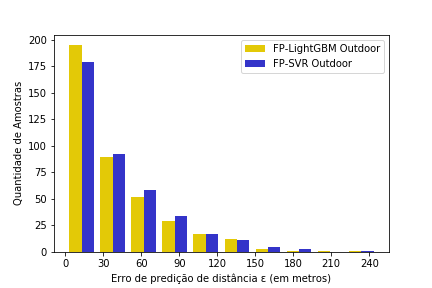 200
175
150
125
100
75
50
25
0
Quantidade de Amostras
FP-LightGBM Outdoor
FP-SVR Outdoor
0 30 60 90 120 150 180 210 240
Erro de predição de distância ε (em metros)